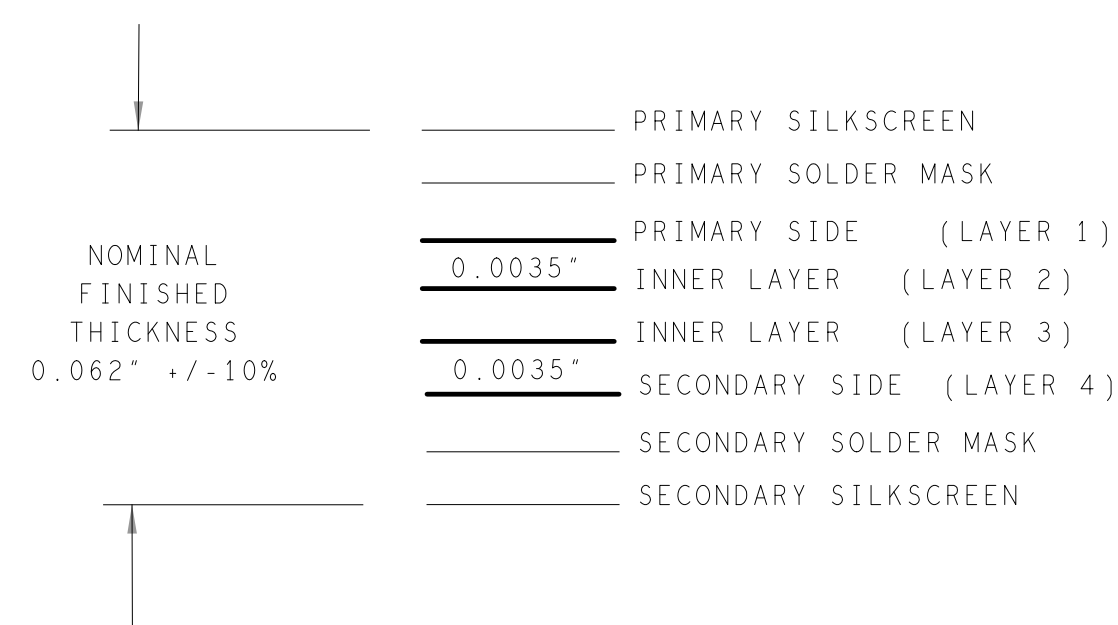 PRIMARY SILKSCREEN
PRIMARY SOLDER MASK
PRIMARY SIDE (LAYER 1)
0.0035"
INNER LAYER (LAYER 2)
INNER LAYER (LAYER 3)
0.0035"
SECONDARY SIDE (LAYER 4)
SECONDARY SOLDER MASK
SECONDARY SILKSCREEN
NOMINAL
FINISHED
THICKNESS
0.062" +/-10%